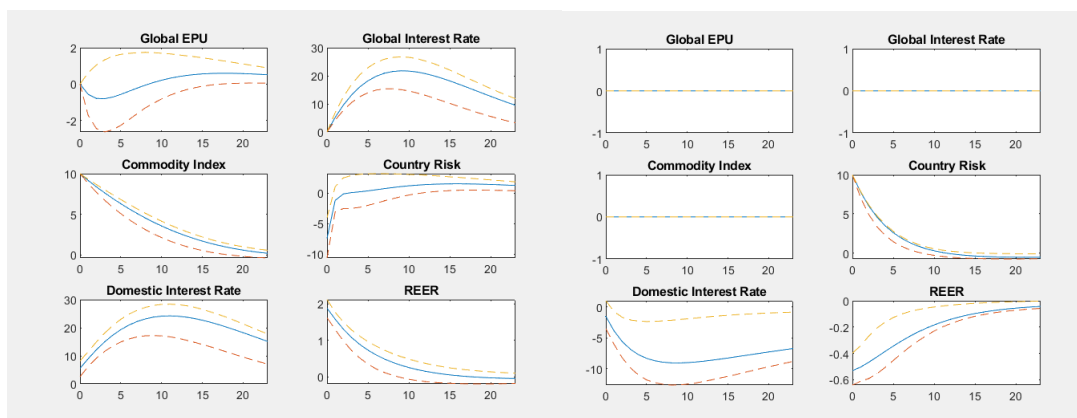 Global EPU
2
0
-2
0 5 10 15 20
Global Interest Rate
30
20
10
0
0 5 10 15 20
Commodity Index
10
5
0
0 5 10 15 20
Country Risk
0
-5
-10
0 5 10 15 20
Domestic Interest Rate
30
20
10
0
0 5 10 15 20
REER
2
1
0
0 5 10 15 20
Global EPU
1
0
-1
0 5 10 15 20
Global Interest Rate
1
0
-1
0 5 10 15 20
Commodity Index
1
0
-1
0 5 10 15 20
Country Risk
10
5
0
0 5 10 15 20
Domestic Interest Rate
0
-5
-10
0 5 10 15 20
REER
0
-0.2
-0.4
-0.6
0 5 10 15 20